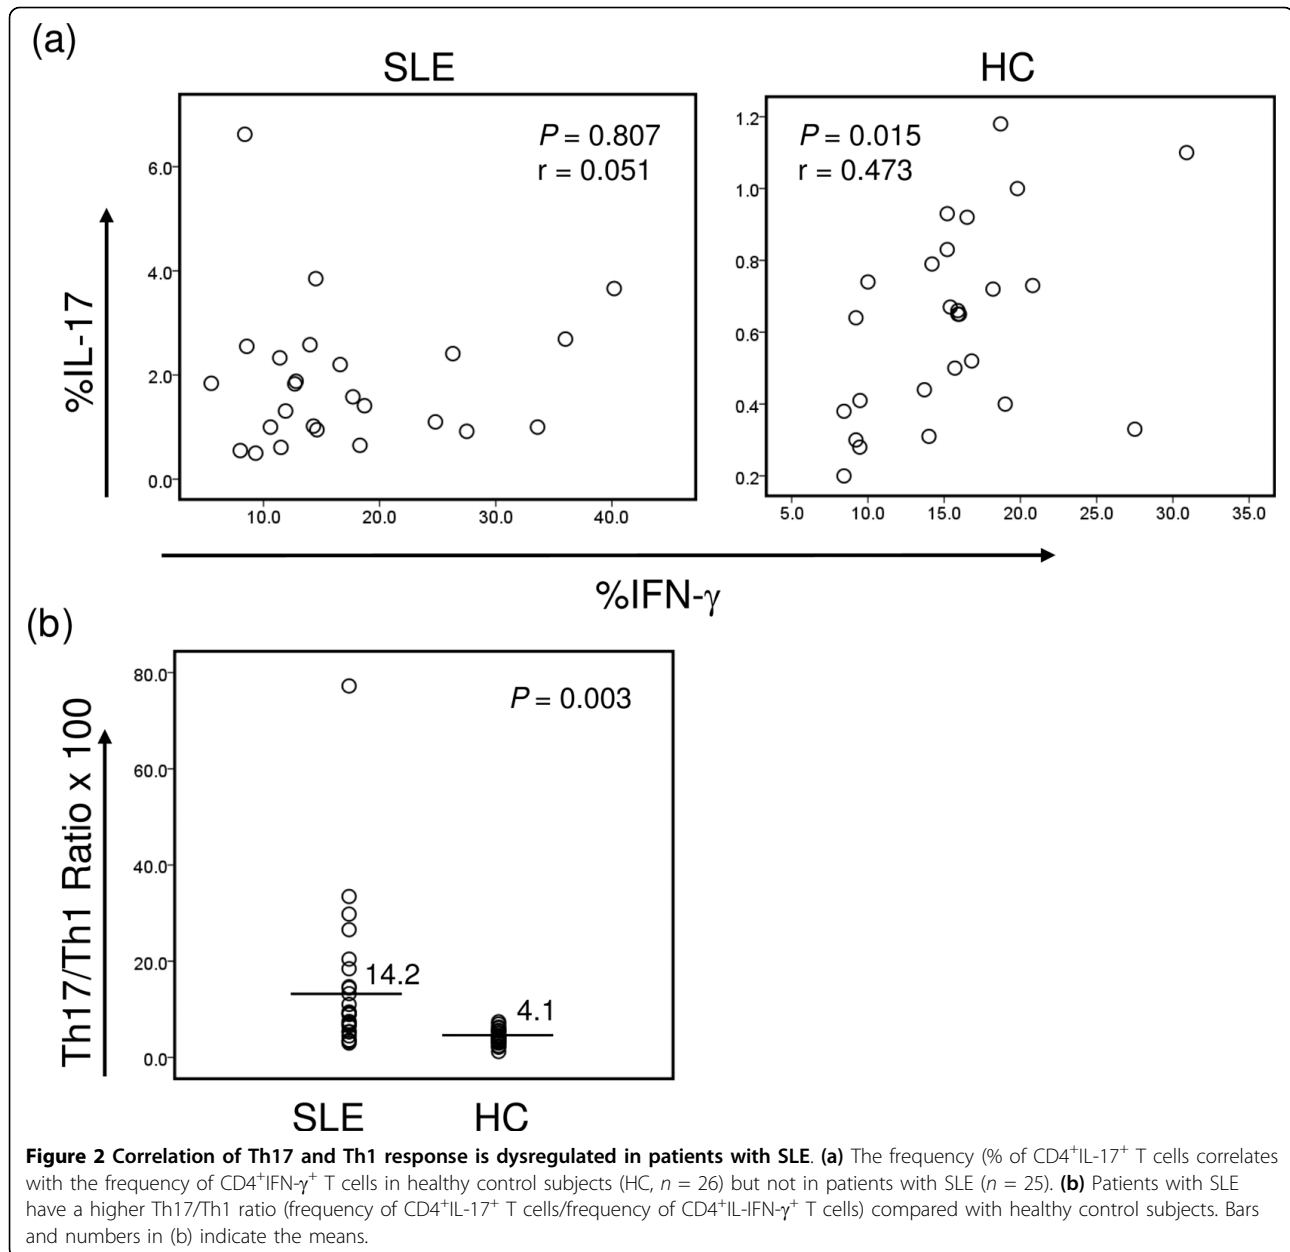 (a)
SLE
HC
P = 0.807
r = 0.051
P = 0.015
r = 0.473
%IL-17
6.0
4.0
2.0
0.0
10.0 20.0 30.0 40.0
1.2
1.0
0.8
0.6
0.4
0.2
5.0 10.0 15.0 20.0 25.0 30.0 35.0
%IFN-γ
(b)
Th17/Th1 Ratio x 100
80.0
60.0
40.0
20.0
0.0
P = 0.003
14.2
4.1
SLE HC
Figure 2 Correlation of Th17 and Th1 response is dysregulated in patients with SLE. (a) The frequency (% of CD4⁺IL-17⁺ T cells correlates
with the frequency of CD4⁺IFN-γ⁺ T cells in healthy control subjects (HC, n = 26) but not in patients with SLE (n = 25). (b) Patients with SLE
have a higher Th17/Th1 ratio (frequency of CD4⁺IL-17⁺ T cells/frequency of CD4⁺IL-IFN-γ⁺ T cells) compared with healthy control subjects. Bars
and numbers in (b) indicate the means.